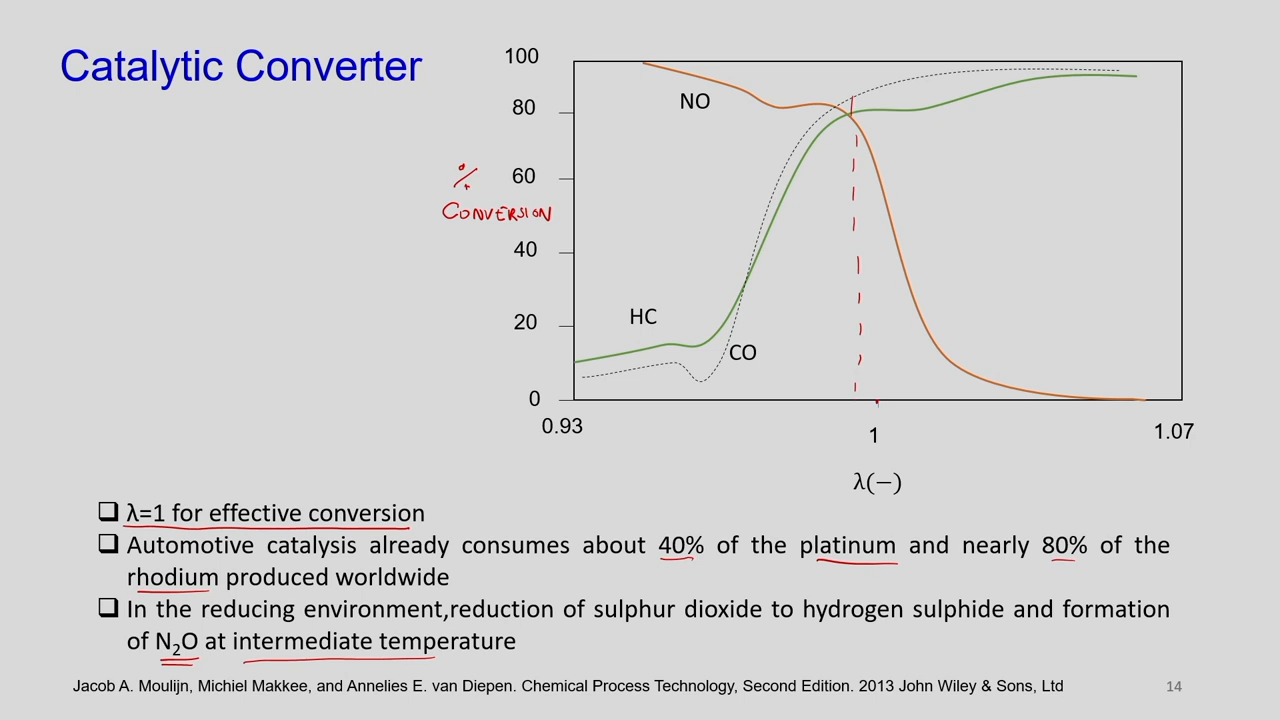 Catalytic Converter
100
NO
80
%
60
CONVERSION
40
HC
20
CO
0
0.93
1
1.07
λ(−)
❑ λ=1 for effective conversion
❑ Automotive catalysis already consumes about 40% of the platinum and nearly 80% of the
rhodium produced worldwide
❑ In the reducing environment,reduction of sulphur dioxide to hydrogen sulphide and formation
of N₂O at intermediate temperature
Jacob A. Moulijn, Michiel Makkee, and Annelies E. van Diepen. Chemical Process Technology, Second Edition. 2013 John Wiley & Sons, Ltd
14